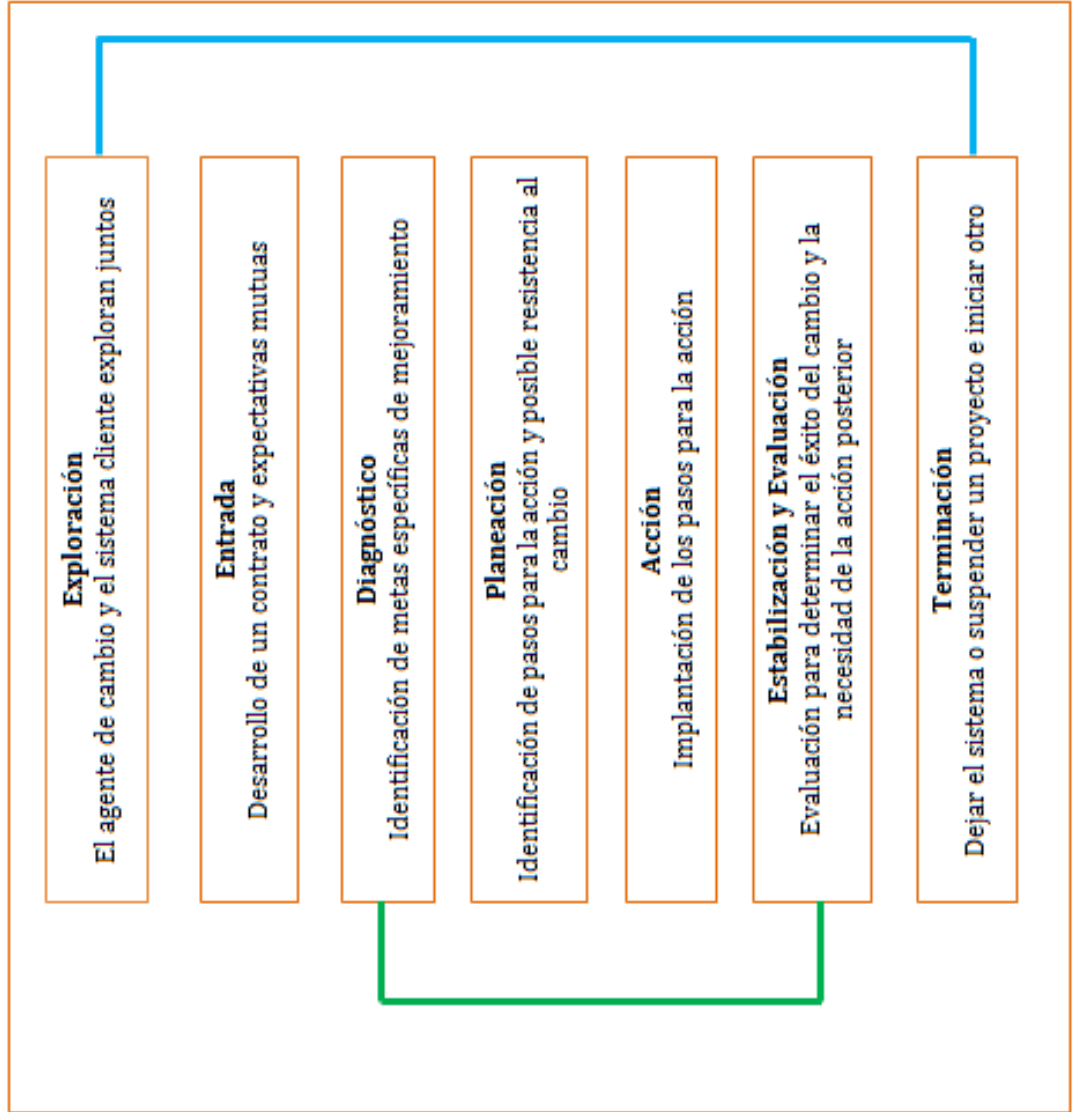 Exploración
El agente de cambio y el sistema cliente exploran juntos
Entrada
Desarrollo de un contrato y expectativas mutuas
Diagnóstico
Identificación de metas específicas de mejoramiento
Planeación
Identificación de pasos para la acción y posible resistencia al
cambio
Acción
Implantación de los pasos para la acción
Estabilización y Evaluación
Evaluación para determinar el éxito del cambio y la
necesidad de la acción posterior
Terminación
Dejar el sistema o suspender un proyecto e iniciar otro